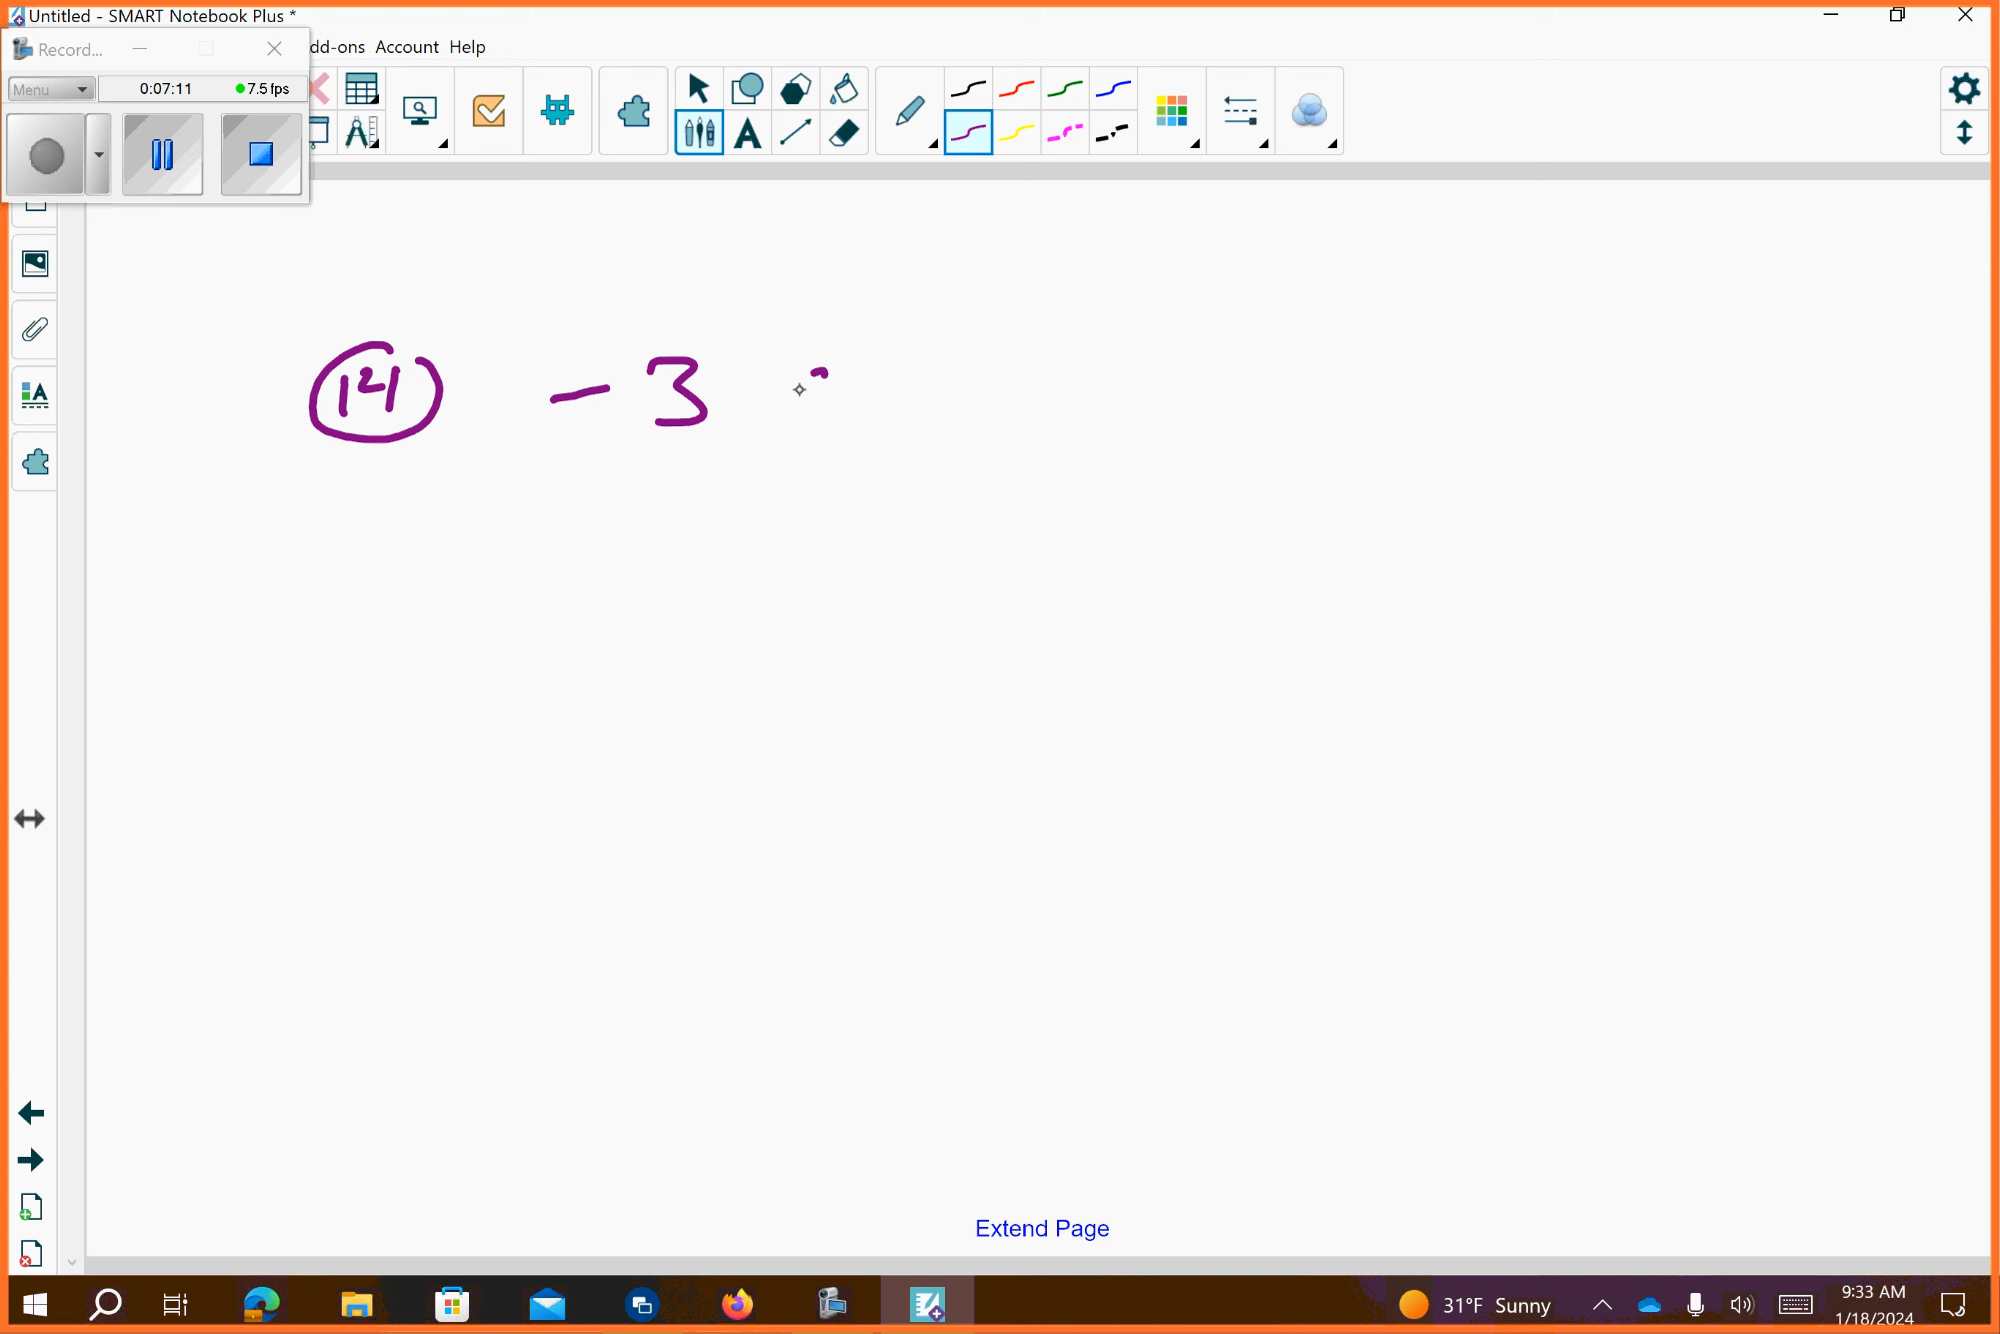 Untitled - SMART Notebook Plus *
Record...
dd-ons Account Help
Menu 0:07:11 7.5 fps
A
A
14 - 3
Extend Page
31°F Sunny
9:33 AM
1/18/2024